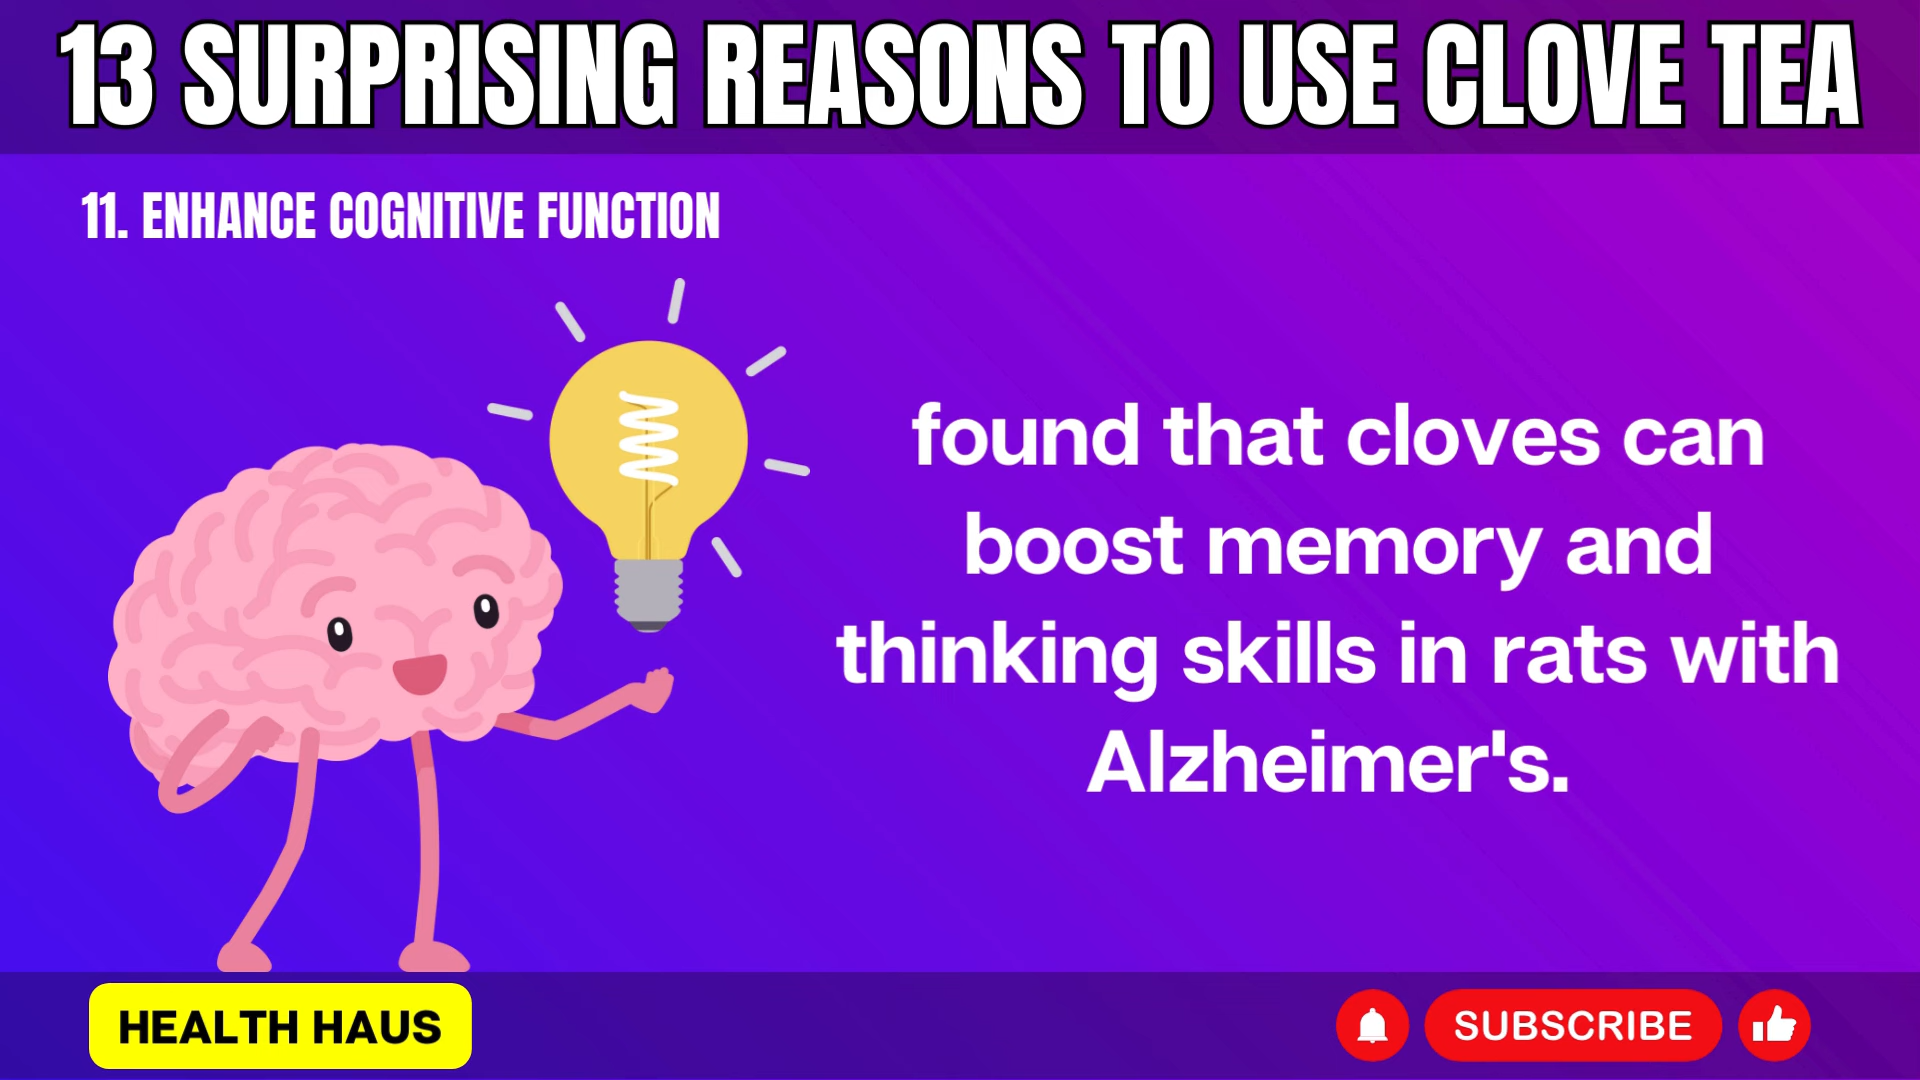 13 SURPRISING REASONS TO USE CLOVE TEA
11. ENHANCE COGNITIVE FUNCTION
found that cloves can
boost memory and
thinking skills in rats with
Alzheimer's.
HEALTH HAUS
SUBSCRIBE